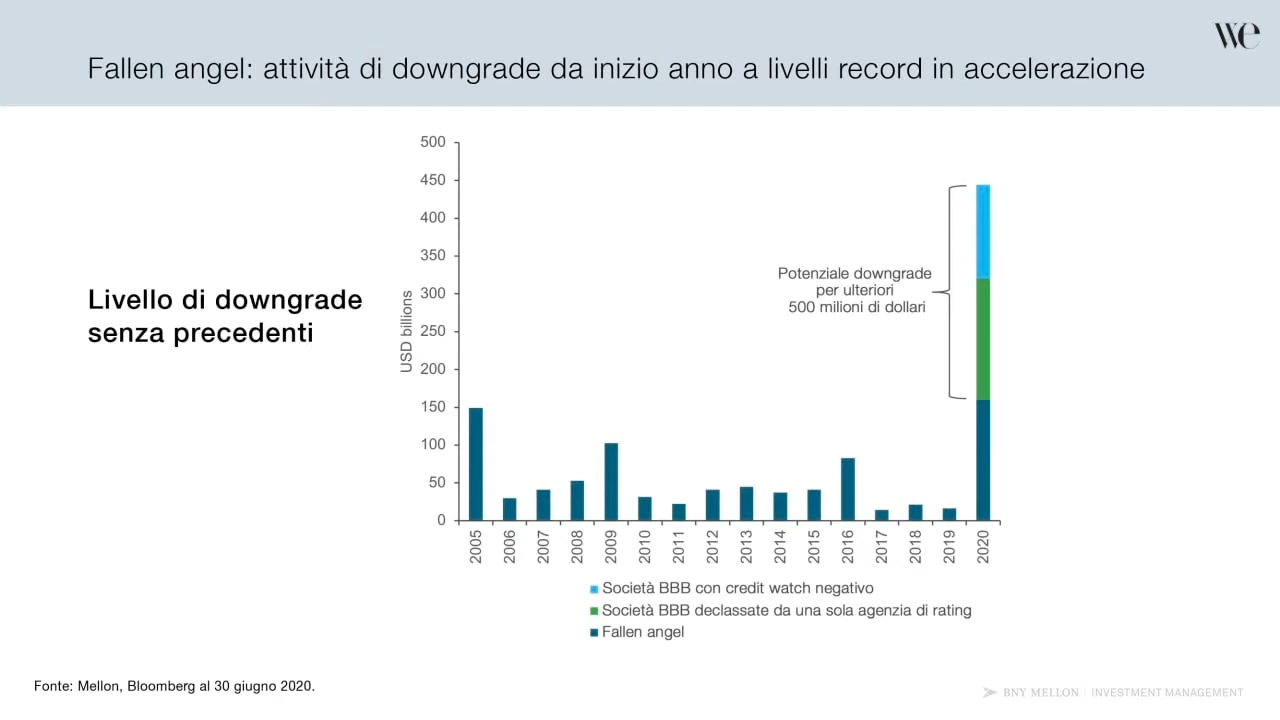 we
Fallen angel: attività di downgrade da inizio anno a livelli record in accelerazione
Livello di downgrade
senza precedenti
USD billions
500
450
400
350
300
250
200
150
100
50
0
Potenziale downgrade
per ulteriori
500 milioni di dollari
2005 2006 2007 2008 2009 2010 2011 2012 2013 2014 2015 2016 2017 2018 2019 2020
Società BBB con credit watch negativo
Società BBB declassate da una sola agenzia di rating
Fallen angel
Fonte: Mellon, Bloomberg al 30 giugno 2020.
BNY MELLON | INVESTMENT MANAGEMENT